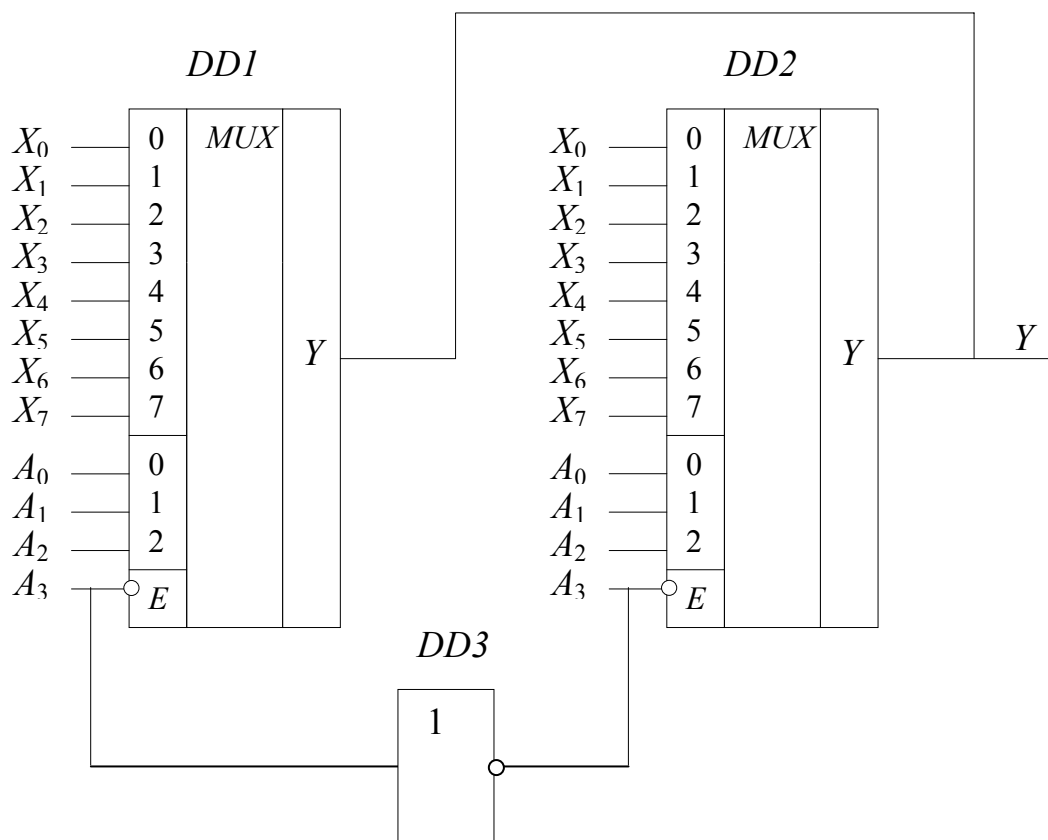 DD1 DD2
X₀ 0 MUX X₀ 0 MUX
X₁ 1 X₁ 1
X₂ 2 X₂ 2
X₃ 3 X₃ 3
X₄ 4 X₄ 4
X₅ 5 X₅ 5
Y Y Y
X₆ 6 X₆ 6
X₇ 7 X₇ 7
A₀ 0 A₀ 0
A₁ 1 A₁ 1
A₂ 2 A₂ 2
A₃ E A₃ E
DD3
1